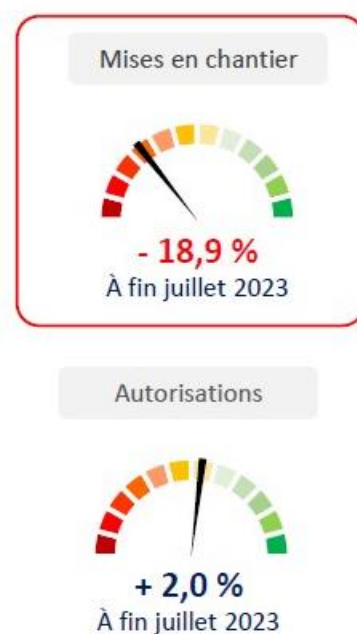 Mises en chantier
- 18,9 %
À fin juillet 2023
Autorisations
+ 2,0 %
À fin juillet 2023